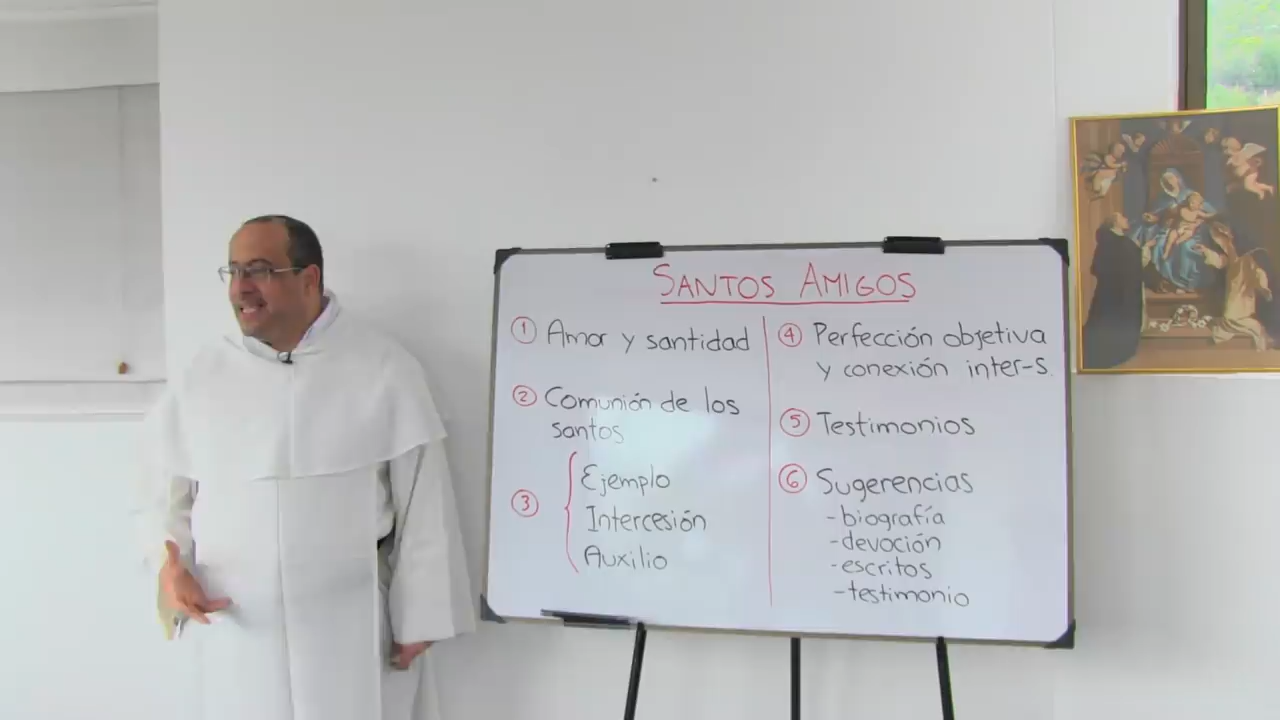 SANTOS AMIGOS
① Amor y santidad
② Comunión de los
santos
③ Ejemplo
Intercesión
Auxilio
④ Perfección objetiva
y conexión inter-s.
⑤ Testimonios
⑥ Sugerencias
-biografía
-devoción
-escritos
-testimonio